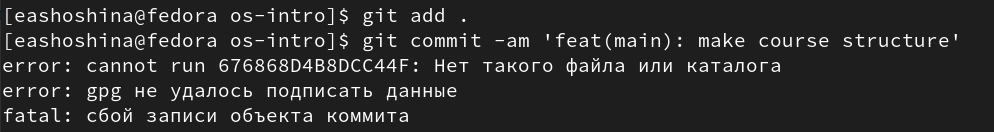 [eashoshina@fedora os-intro]$ git add .
[eashoshina@fedora os-intro]$ git commit -am 'feat(main): make course structure'
error: cannot run 676868D4B8DCC44F: Нет такого файла или каталога
error: gpg не удалось подписать данные
fatal: сбой записи объекта коммита